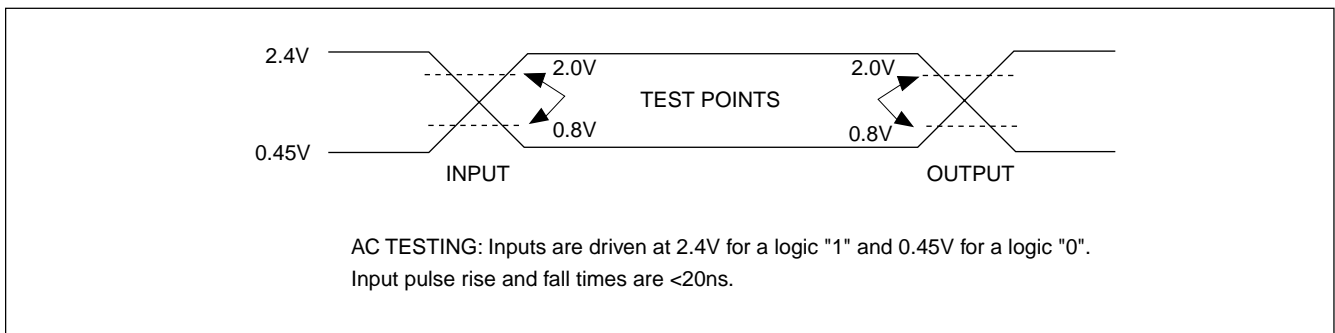 2.4V
2.0V
2.0V
TEST POINTS
0.8V
0.8V
0.45V
INPUT
OUTPUT
AC TESTING: Inputs are driven at 2.4V for a logic "1" and 0.45V for a logic "0".
Input pulse rise and fall times are <20ns.